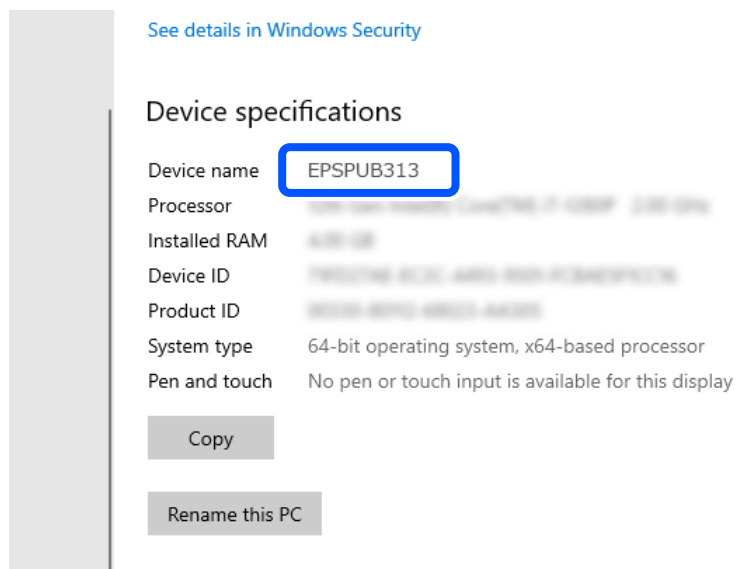 See details in Windows Security
Device specifications
Device name EPSPUB313
Processor
Installed RAM
Device ID
Product ID
System type 64-bit operating system, x64-based processor
Pen and touch No pen or touch input is available for this display
Copy
Rename this PC